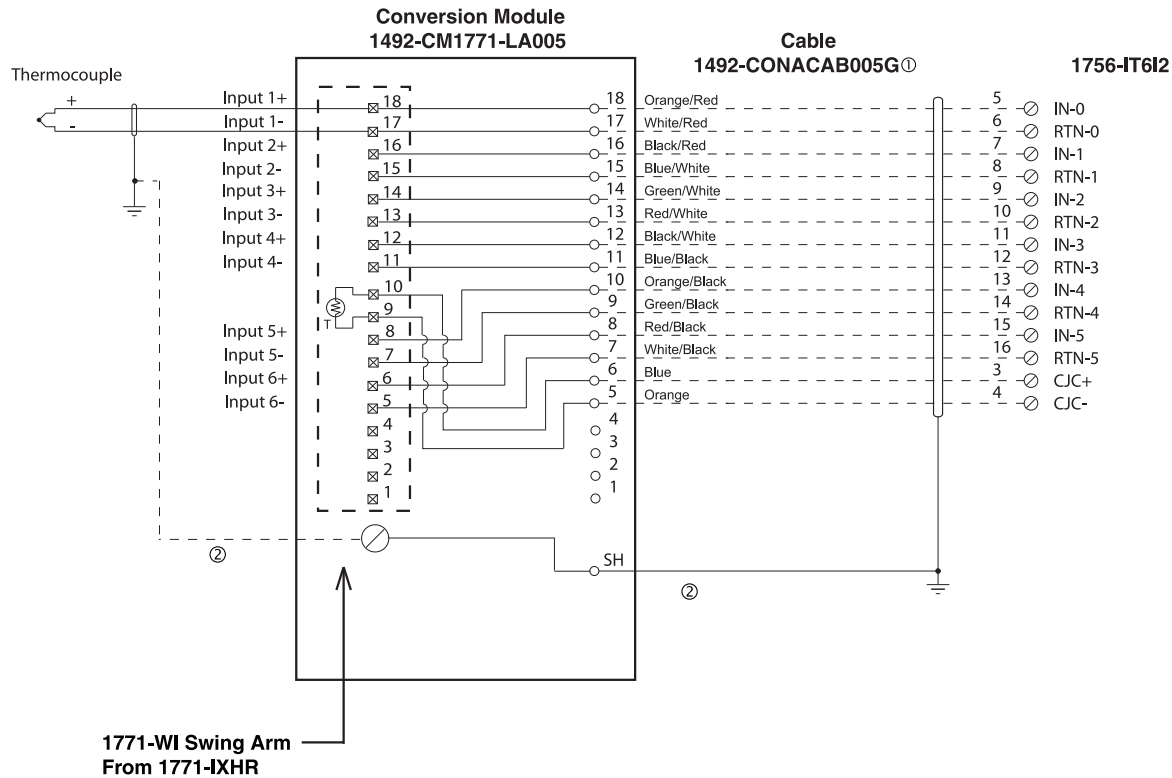 Conversion Module
1492-CM1771-LA005
Cable
1492-CONACAB005G①
1756-IT6I2
Thermocouple
+
-
Input 1+ 18 18 Orange/Red 5 IN-0
Input 1- 17 17 White/Red 6 RTN-0
Input 2+ 16 16 Black/Red 7 IN-1
Input 2- 15 15 Blue/White 8 RTN-1
Input 3+ 14 14 Green/White 9 IN-2
Input 3- 13 13 Red/White 10 RTN-2
Input 4+ 12 12 Black/White 11 IN-3
Input 4- 11 11 Blue/Black 12 RTN-3
10 10 Orange/Black 13 IN-4
T 9 9 Green/Black 14 RTN-4
Input 5+ 8 8 Red/Black 15 IN-5
Input 5- 7 7 White/Black 16 RTN-5
Input 6+ 6 6 Blue 3 CJC+
Input 6- 5 5 Orange 4 CJC-
4 4
3 3
2 2
1 1
② SH ②
1771-WI Swing Arm
From 1771-IXHR